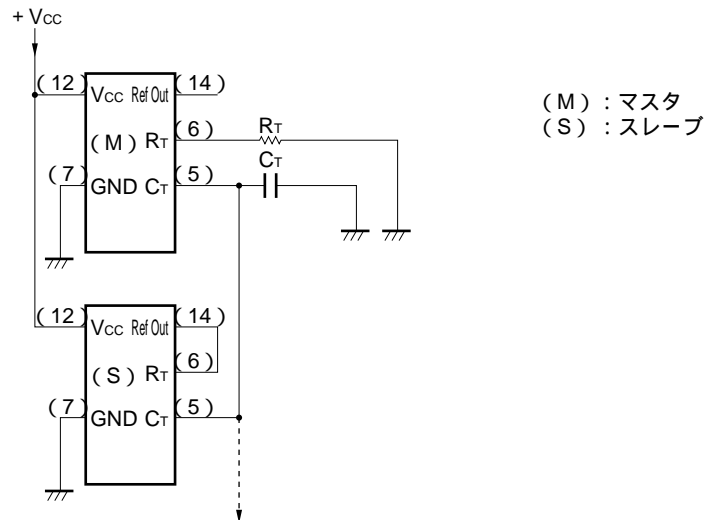 + Vcc
(12) Vcc Ref Out (14)
(M) RT (6) RT
(7) GND CT (5) CT
(12) Vcc Ref Out (14)
(S) RT (6)
(7) GND CT (5)
(M):マスタ
(S):スレーブ